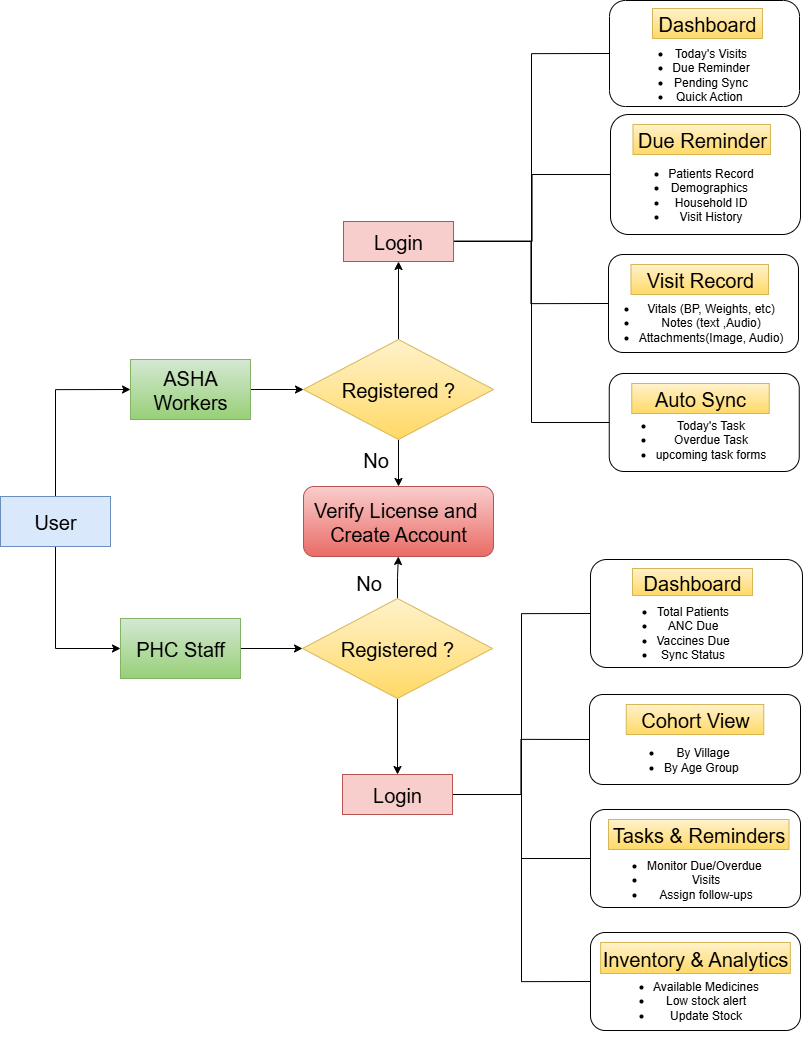 Dashboard
Today's Visits
Due Reminder
Pending Sync
Quick Action
Due Reminder
Patients Record
Demographics
Household ID
Visit History
Login
Visit Record
Vitals (BP, Weights, etc)
Notes (text ,Audio)
Attachments(Image, Audio)
ASHA
Workers
Registered ?
Auto Sync
Today's Task
Overdue Task
upcoming task forms
No
User
Verify License and
Create Account
No
PHC Staff
Registered ?
Dashboard
Total Patients
ANC Due
Vaccines Due
Sync Status
Cohort View
By Village
By Age Group
Login
Tasks & Reminders
Monitor Due/Overdue
Visits
Assign follow-ups
Inventory & Analytics
Available Medicines
Low stock alert
Update Stock